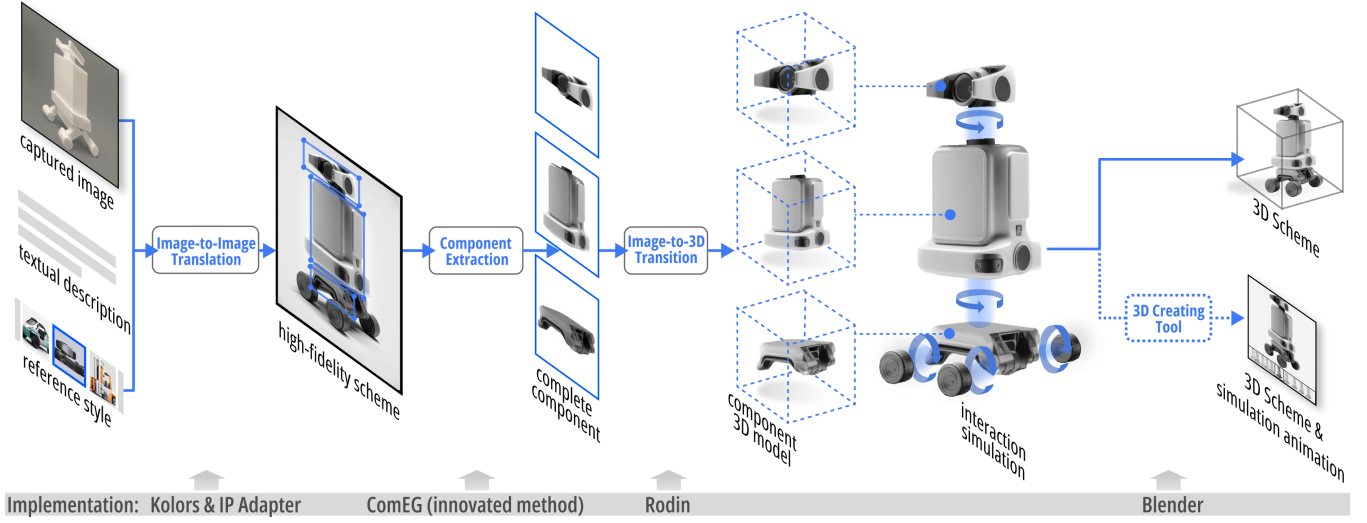 captured image
textual description
reference style
Image-to-Image
Translation
high-fidelity scheme
Component
Extraction
complete
component
Image-to-3D
Transition
component
3D model
interaction
simulation
3D Scheme
3D Creating
Tool
3D Scheme &
simulation animation
Implementation: Kolors & IP Adapter ComEG (innovated method) Rodin Blender